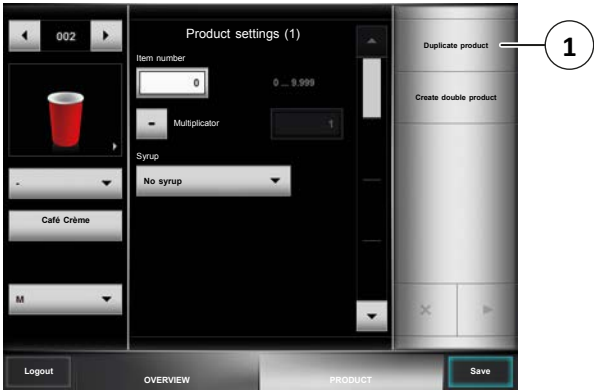 002
Product settings (1)
Item number
0
0 ... 9.999
-
Multiplicator
1
Syrup
No syrup
-
Café Crème
M
Duplicate product
Create double product
1
Logout
OVERVIEW
PRODUCT
Save